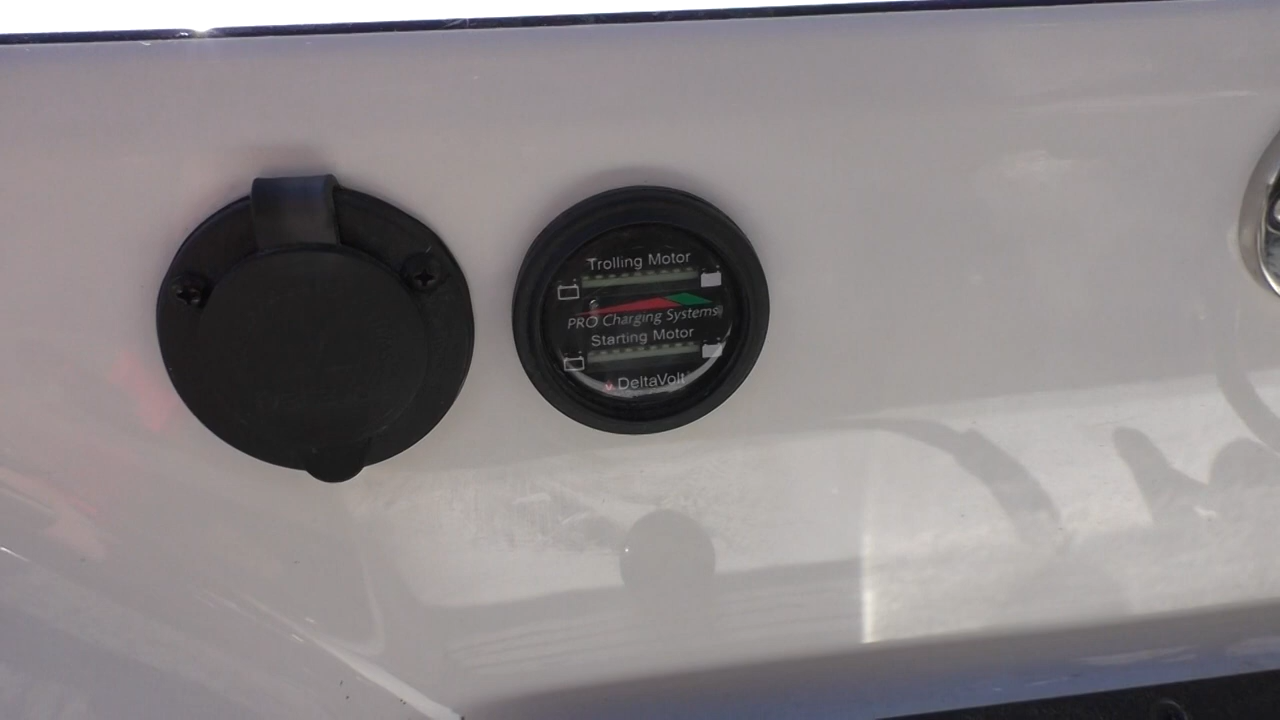 Trolling Motor
PRO Charging Systems
Starting Motor
DeltaVolt